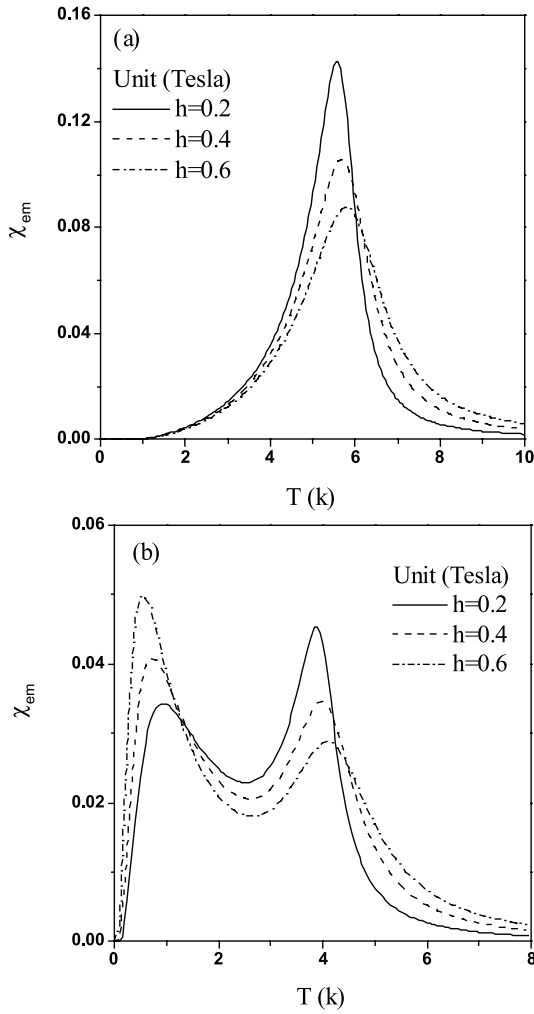 0.16
(a)
Unit (Tesla)
h=0.2
h=0.4
h=0.6
0.12
0.08
0.04
0.00
χem
0 2 4 6 8 10
T (k)
0.06
(b)
Unit (Tesla)
h=0.2
h=0.4
h=0.6
0.04
0.02
0.00
χem
0 2 4 6 8
T (k)